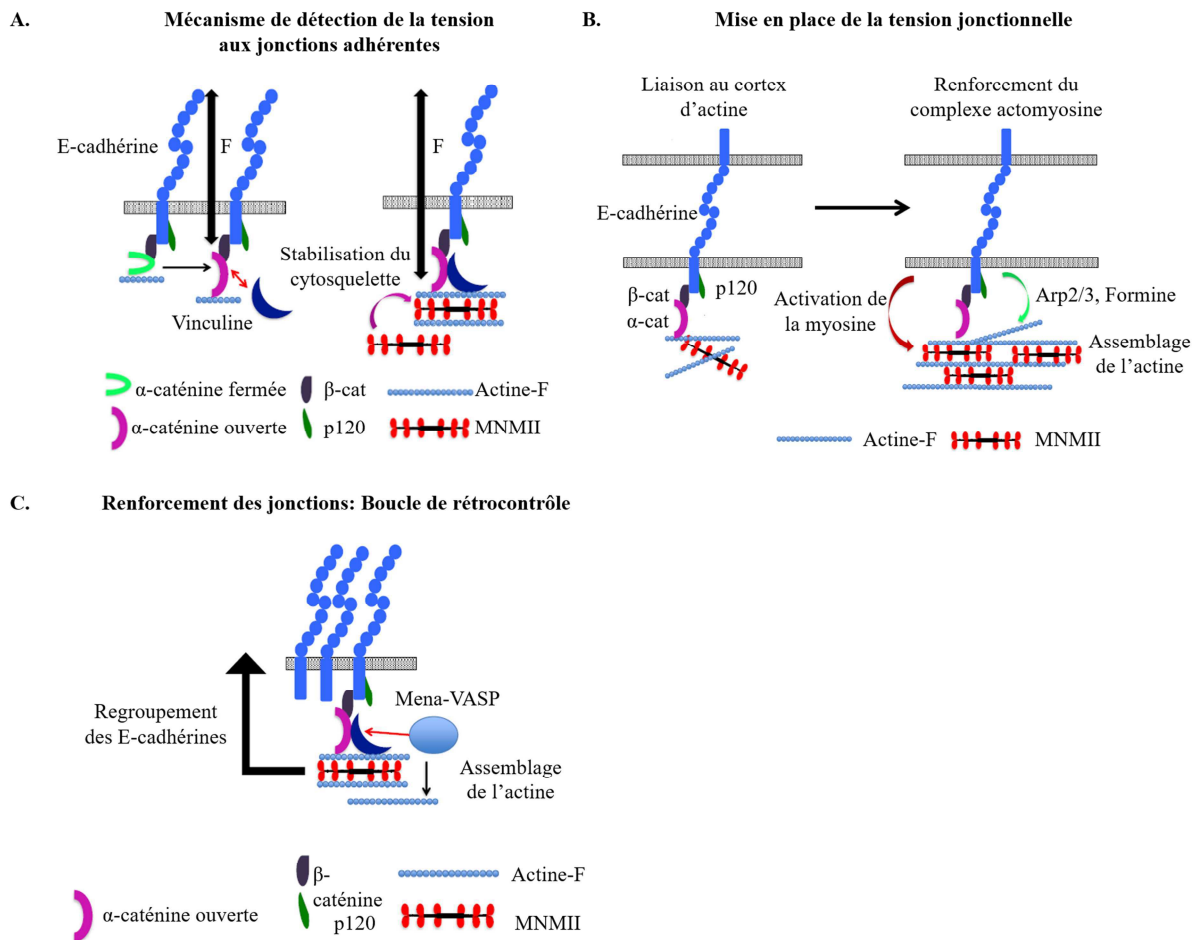 A.
Mécanisme de détection de la tension
aux jonctions adhérentes
E-cadhérine
F
F
Stabilisation du
cytosquelette
Vinculine
α-caténine fermée
β-cat
Actine-F
α-caténine ouverte
p120
MNMII
B.
Mise en place de la tension jonctionnelle
Liaison au cortex
d'actine
Renforcement du
complexe actomyosine
E-cadhérine
β-cat
p120
α-cat
Activation de
la myosine
Arp2/3, Formine
Assemblage
de l'actine
Actine-F
MNMII
C.
Renforcement des jonctions: Boucle de rétrocontrôle
Regroupement
des E-cadhérines
Mena-VASP
Assemblage
de l'actine
α-caténine ouverte
β-
caténine
p120
Actine-F
MNMII